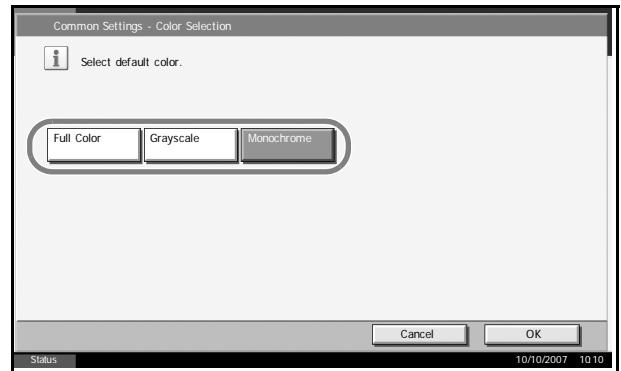 Common Settings - Color Selection
Select default color.
Full Color Grayscale Monochrome
Cancel OK
Status 10/10/2007 10:10